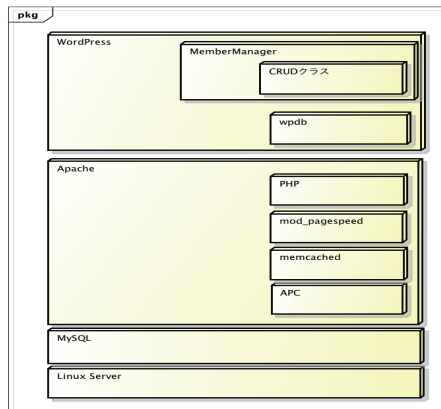 pkg
WordPress
MemberManager
CRUDクラス
wpdb
Apache
PHP
mod_pagespeed
memcached
APC
MySQL
Linux Server